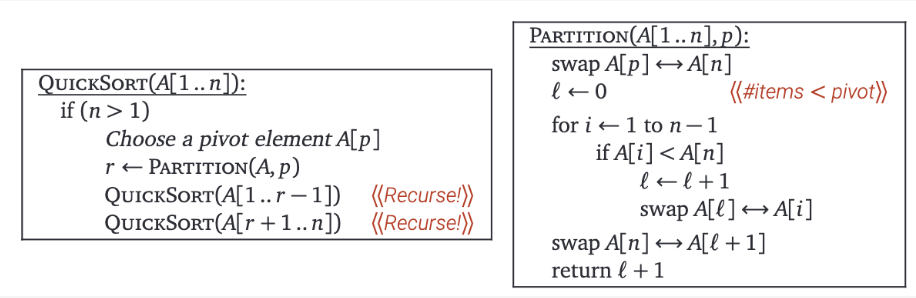 QuickSort(A[1..n]):
if (n > 1)
Choose a pivot element A[p]
r ← Partition(A, p)
QuickSort(A[1..r − 1]) ⟨⟨Recurse!⟩⟩
QuickSort(A[r + 1..n]) ⟨⟨Recurse!⟩⟩
Partition(A[1..n], p):
swap A[p] ↔ A[n]
ℓ ← 0 ⟨⟨#items < pivot⟩⟩
for i ← 1 to n − 1
if A[i] < A[n]
ℓ ← ℓ + 1
swap A[ℓ] ↔ A[i]
swap A[n] ↔ A[ℓ + 1]
return ℓ + 1